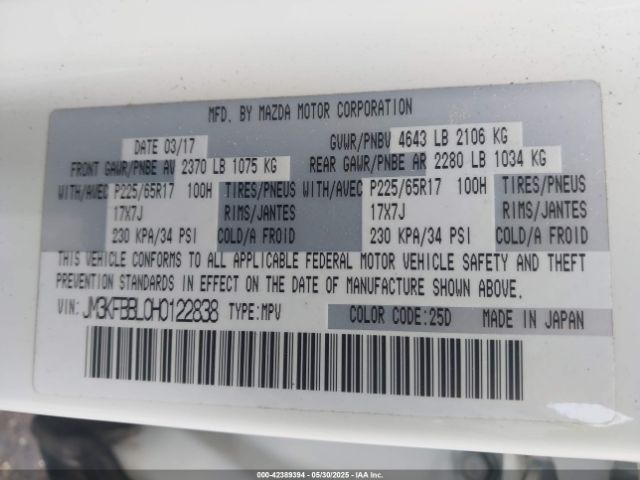 MFD. BY MAZDA MOTOR CORPORATION
DATE 03/17 GVWR/PNBV 4643 LB 2106 KG
FRONT GAWR/PNBE AV 2370 LB 1075 KG REAR GAWR/PNBE AR 2280 LB 1034 KG
WITH/AVEC P225/65R17 100H TIRES/PNEUS WITH/AVEC P225/65R17 100H TIRES/PNEUS
17X7J RIMS/JANTES 17X7J RIMS/JANTES
230 KPA/34 PSI COLD/A FROID 230 KPA/34 PSI COLD/A FROID
THIS VEHICLE CONFORMS TO ALL APPLICABLE FEDERAL MOTOR VEHICLE SAFETY AND THEFT
PREVENTION STANDARDS IN EFFECT ON THE DATE OF MANUFACTURE SHOWN ABOVE.
VIN: JM3KFBBL0H0122838 TYPE:MPV COLOR CODE:25D MADE IN JAPAN
000-42389394 - 05/30/2025 - IAA Inc.